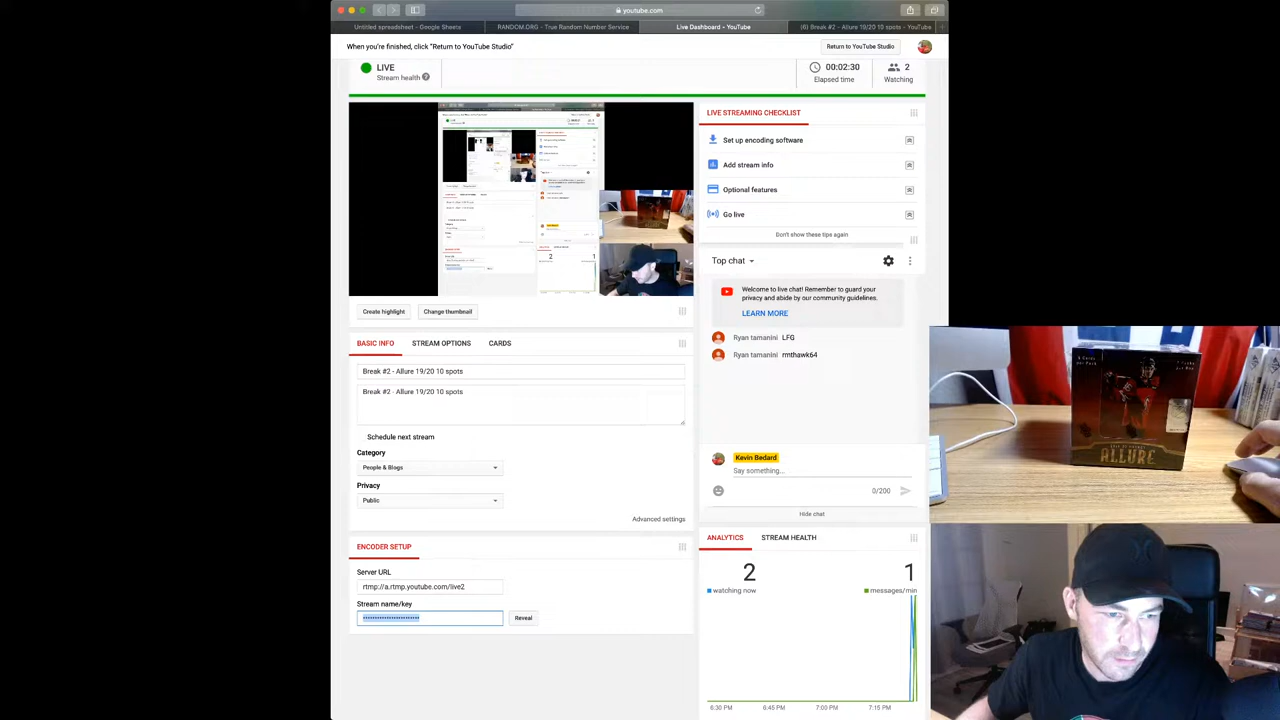 youtube.com
Untitled spreadsheet - Google Sheets
RANDOM.ORG - True Random Number Service
Live Dashboard - YouTube
(6) Break #2 - Allure 19/20 10 spots - YouTube
When you're finished, click "Return to YouTube Studio"
Return to YouTube Studio
LIVE
Stream health
00:02:30
Elapsed time
2
Watching
LIVE STREAMING CHECKLIST
Set up encoding software
Add stream info
Optional features
Go live
Don't show these tips again
Create highlight
Change thumbnail
Top chat
Welcome to live chat! Remember to guard your
privacy and abide by our community guidelines.
LEARN MORE
Ryan tamanini LFG
Ryan tamanini rmthawk64
BASIC INFO
STREAM OPTIONS
CARDS
Break #2 - Allure 19/20 10 spots
Break #2 - Allure 19/20 10 spots
Schedule next stream
Category
People & Blogs
Privacy
Public
Advanced settings
Kevin Bedard
Say something...
0/200
Hide chat
ENCODER SETUP
Server URL
rtmp://a.rtmp.youtube.com/live2
Stream name/key
Reveal
ANALYTICS
STREAM HEALTH
2
watching now
1
messages/min
6:30 PM
6:45 PM
7:00 PM
7:15 PM
ALLURE